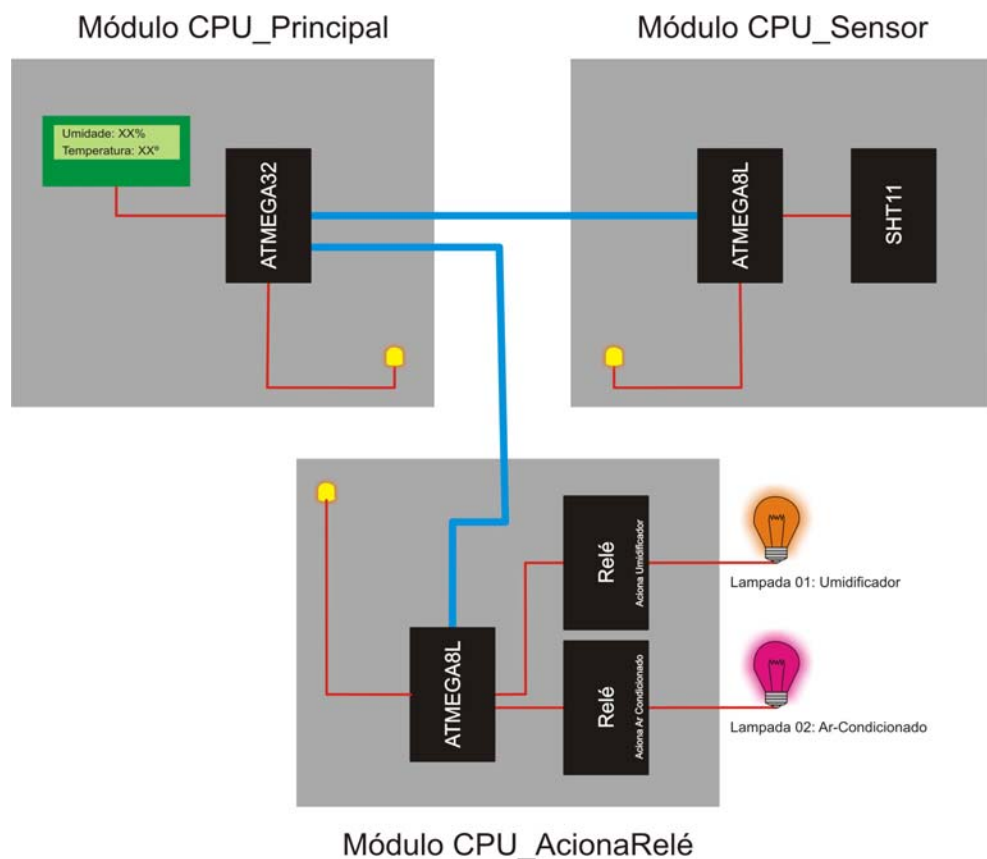 Módulo CPU_Principal
Módulo CPU_Sensor
Umidade: XX%
Temperatura: XXº
ATMEGA32
ATMEGA8L
SHT11
ATMEGA8L
Relé
Aciona Umidificador
Lampada 01: Umidificador
Relé
Aciona Ar Condicionado
Lampada 02: Ar-Condicionado
Módulo CPU_AcionaRelé